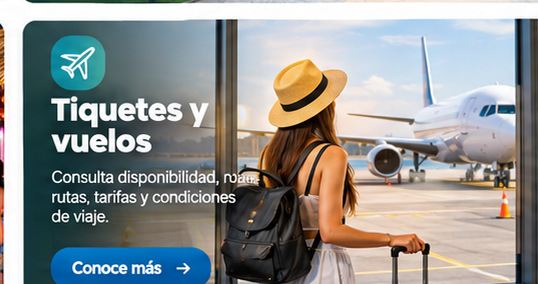 Tiquetes y
vuelos
Consulta disponibilidad,
rutas, tarifas y condiciones
de viaje.
Conoce más →